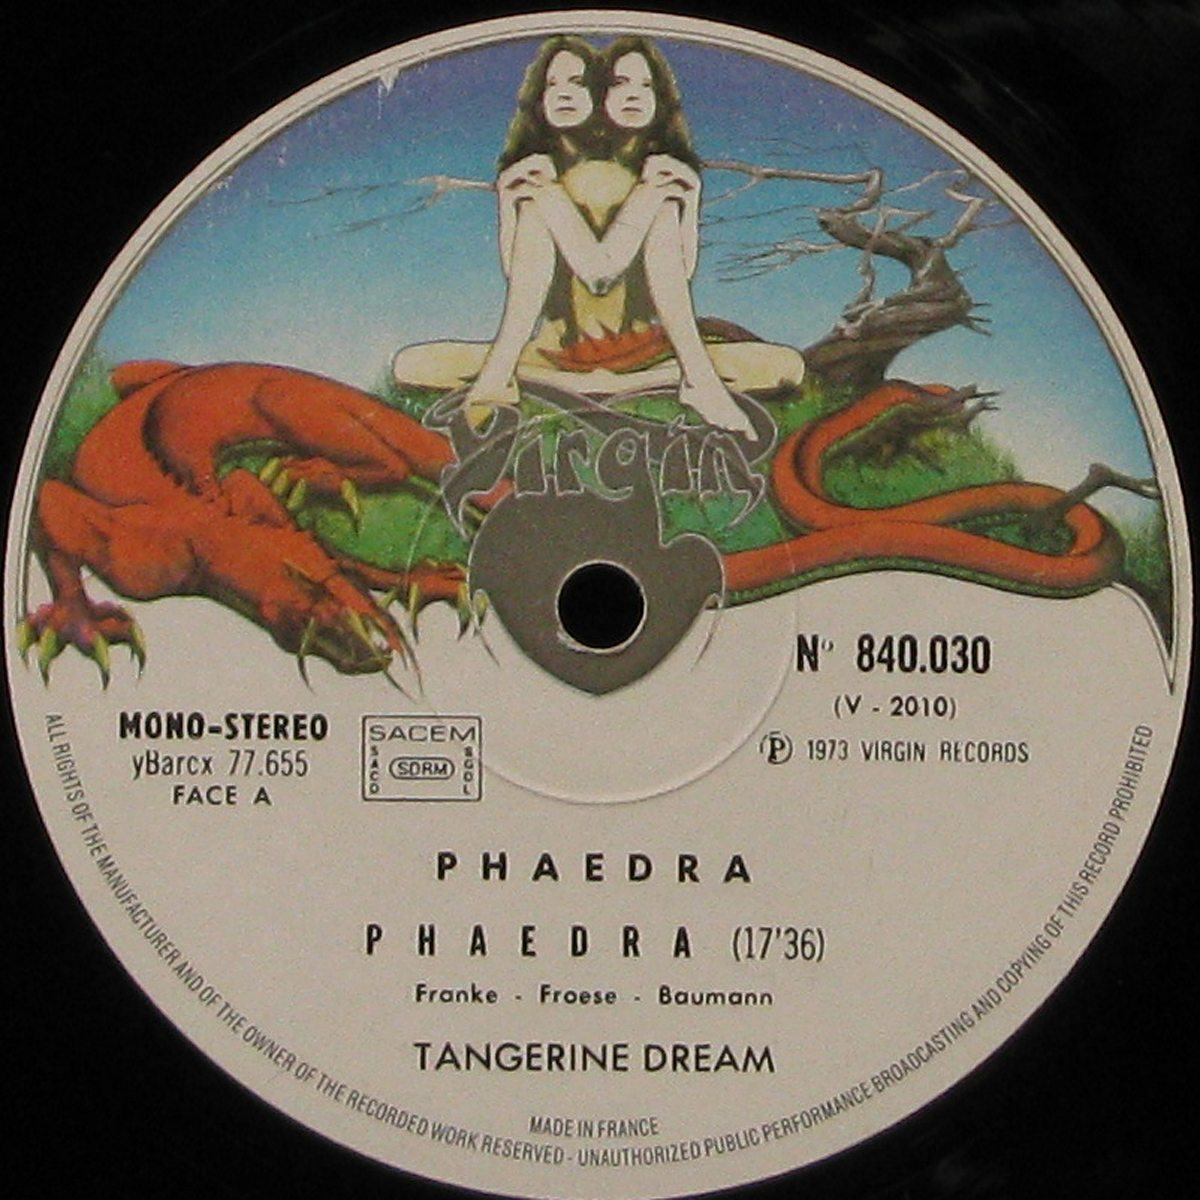 Virgin
Nº 840.030
(V - 2010)
℗ 1973 VIRGIN RECORDS
MONO-STEREO
yBarcx 77.655
FACE A
SACEM
SACD
SDRM
SGDL
PHAEDRA
PHAEDRA (17'36)
Franke - Froese - Baumann
TANGERINE DREAM
MADE IN FRANCE
ALL RIGHTS OF THE MANUFACTURER AND OF THE OWNER OF THE RECORDED WORK RESERVED - UNAUTHORIZED PUBLIC PERFORMANCE BROADCASTING AND COPYING OF THIS RECORD PROHIBITED